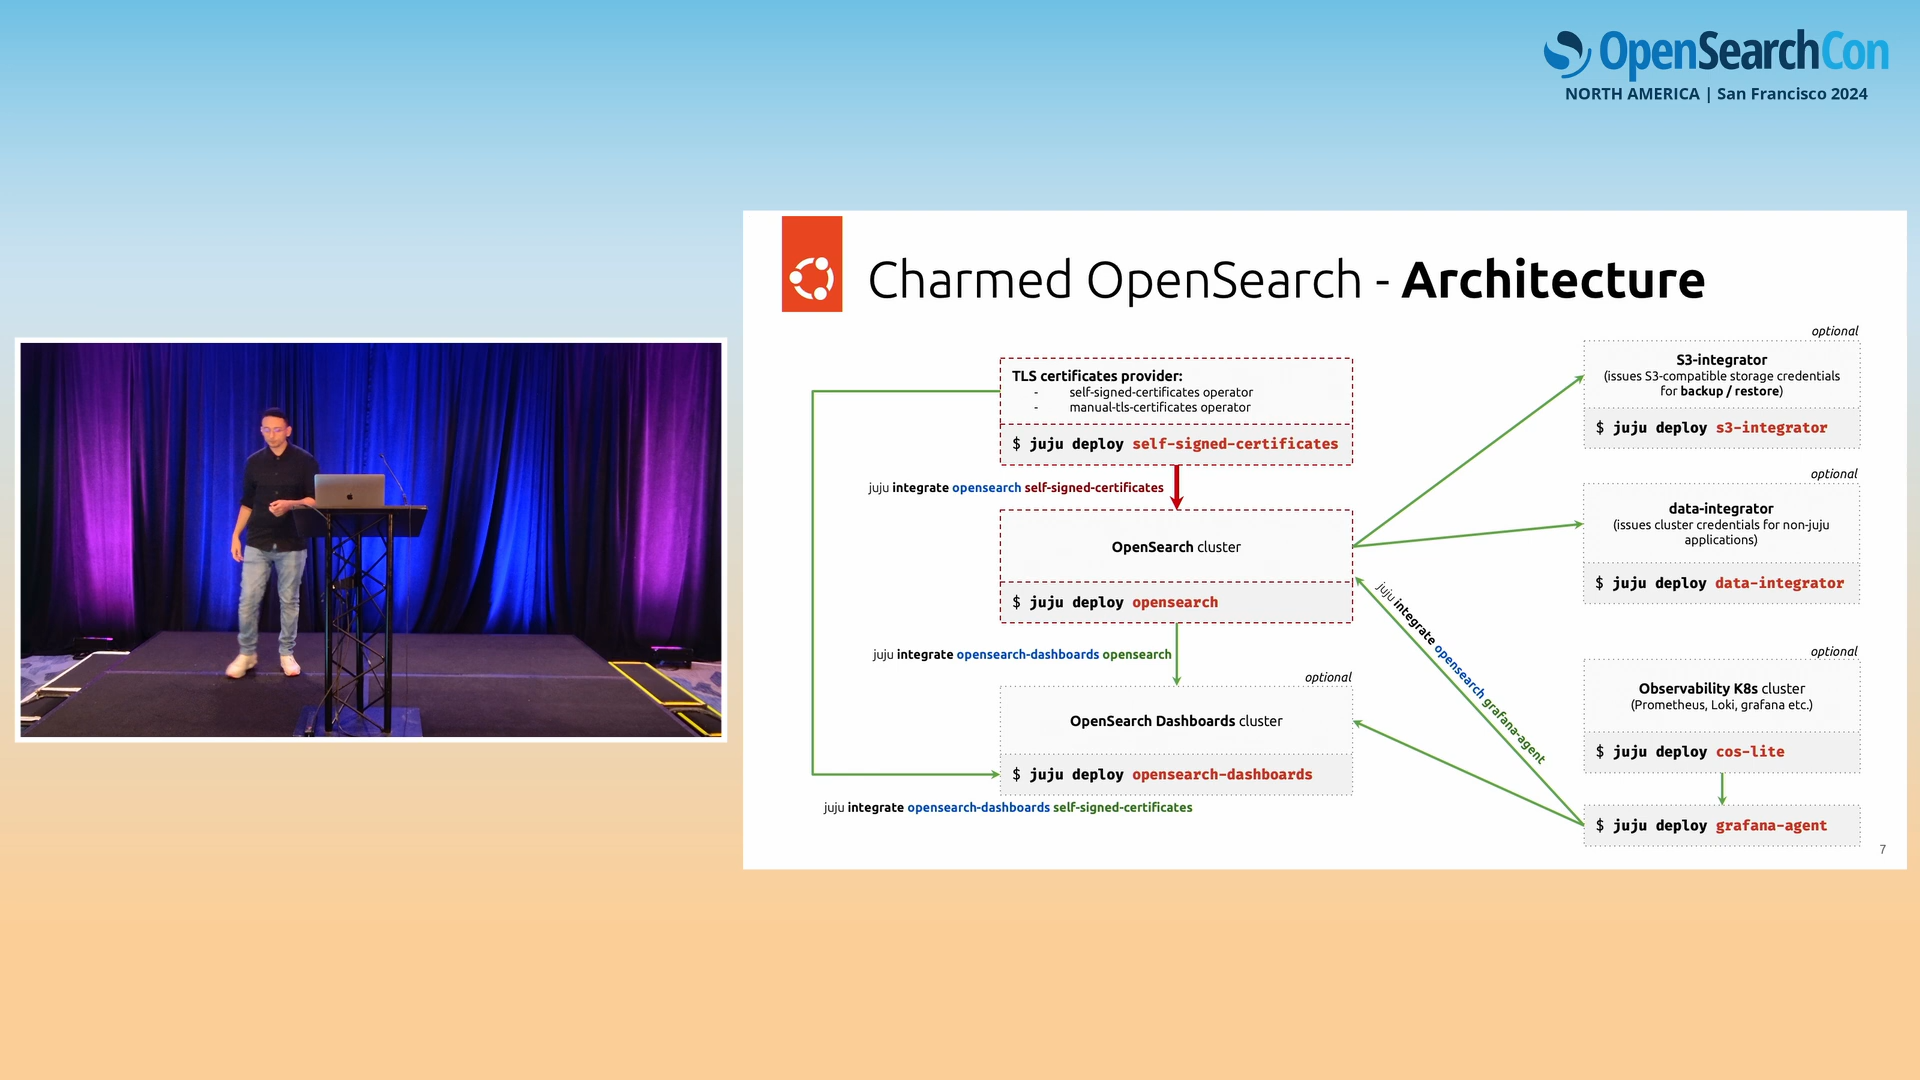 OpenSearchCon
NORTH AMERICA | San Francisco 2024
Charmed OpenSearch - Architecture
TLS certificates provider:
- self-signed-certificates operator
- manual-tls-certificates operator
$ juju deploy self-signed-certificates
juju integrate opensearch self-signed-certificates
OpenSearch cluster
$ juju deploy opensearch
juju integrate opensearch-dashboards opensearch
optional
OpenSearch Dashboards cluster
$ juju deploy opensearch-dashboards
juju integrate opensearch-dashboards self-signed-certificates
juju integrate opensearch grafana-agent
optional
S3-integrator
(issues S3-compatible storage credentials
for backup / restore)
$ juju deploy s3-integrator
optional
data-integrator
(issues cluster credentials for non-juju
applications)
$ juju deploy data-integrator
optional
Observability K8s cluster
(Prometheus, Loki, grafana etc.)
$ juju deploy cos-lite
$ juju deploy grafana-agent
7